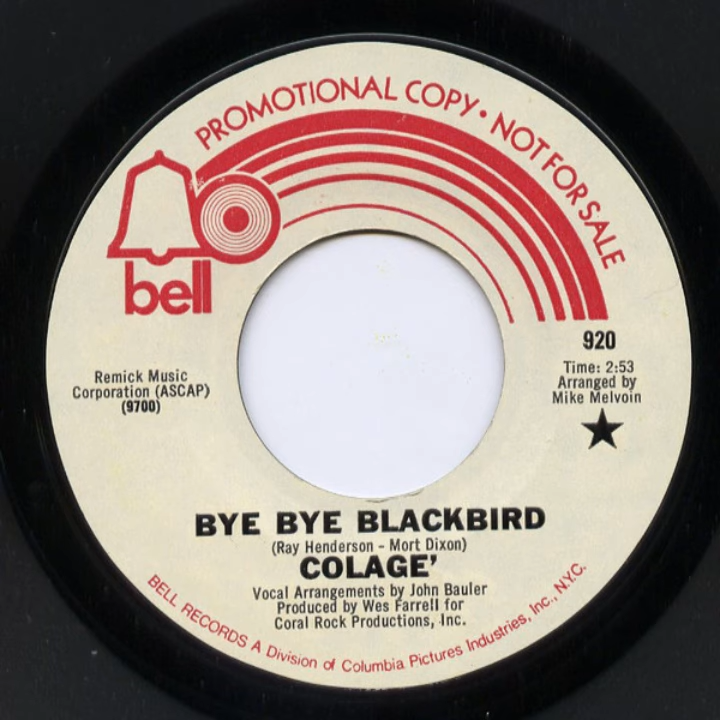 PROMOTIONAL COPY • NOT FOR SALE
bell
920
Time: 2:53
Arranged by
Mike Melvoin
Remick Music
Corporation (ASCAP)
(9700)
BYE BYE BLACKBIRD
(Ray Henderson - Mort Dixon)
COLAGE'
Vocal Arrangements by John Bauler
Produced by Wes Farrell for
Coral Rock Productions, Inc.
BELL RECORDS A Division of Columbia Pictures Industries, Inc., N.Y.C.